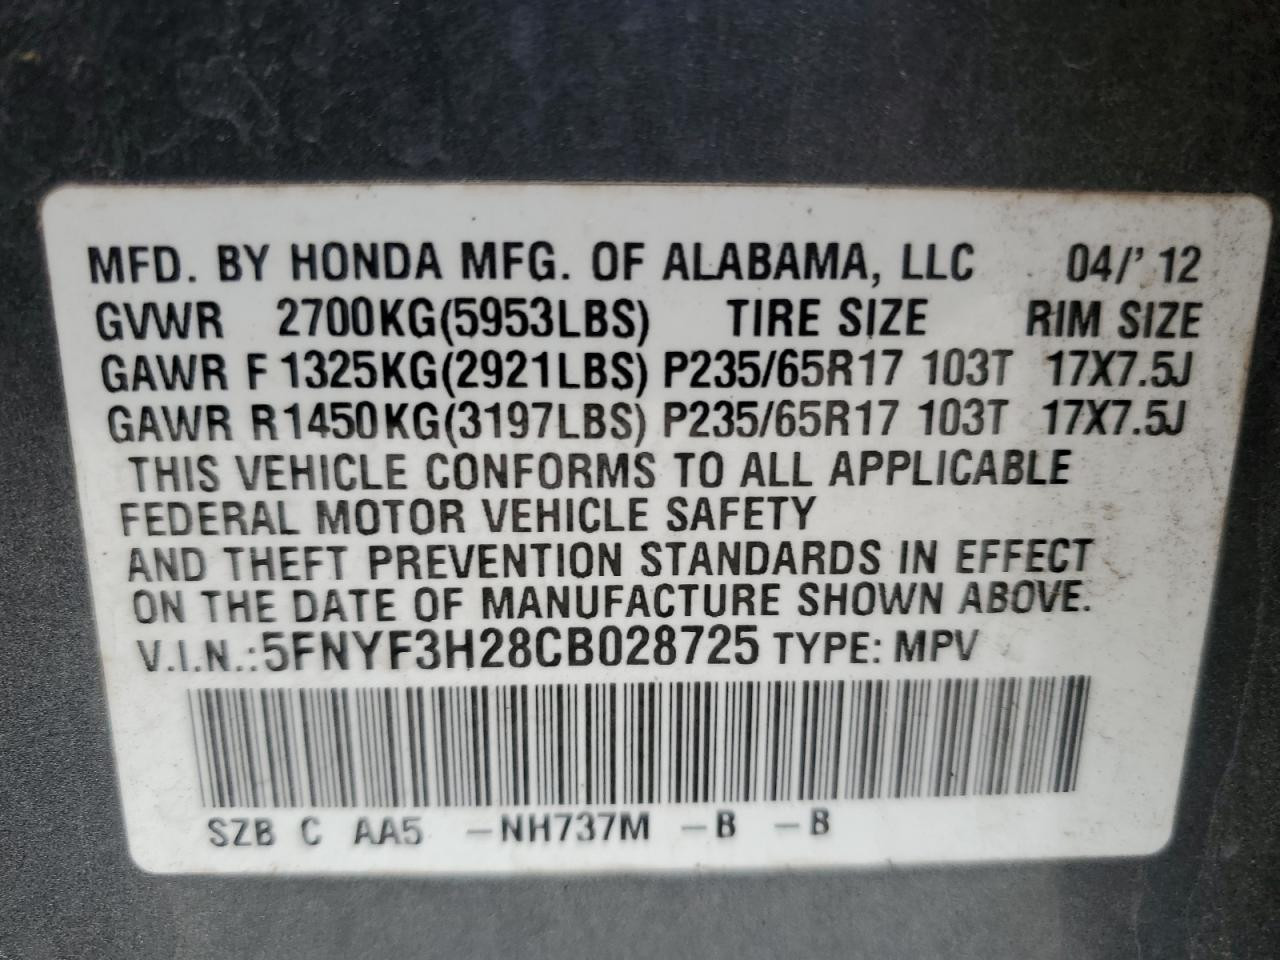 MFD. BY HONDA MFG. OF ALABAMA, LLC 04/' 12
GVWR 2700KG(5953LBS) TIRE SIZE RIM SIZE
GAWR F 1325KG(2921LBS) P235/65R17 103T 17X7.5J
GAWR R1450KG(3197LBS) P235/65R17 103T 17X7.5J
THIS VEHICLE CONFORMS TO ALL APPLICABLE
FEDERAL MOTOR VEHICLE SAFETY
AND THEFT PREVENTION STANDARDS IN EFFECT
ON THE DATE OF MANUFACTURE SHOWN ABOVE.
V.I.N.:5FNYF3H28CB028725 TYPE: MPV
SZB C AA5 -NH737M -B -B